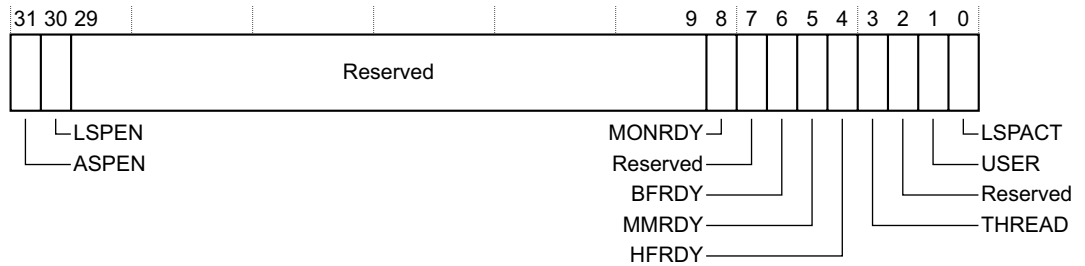 31 30 29 9 8 7 6 5 4 3 2 1 0
Reserved
LSPEN MONRDY LSPACT
ASPEN Reserved USER
BFRDY Reserved
MMRDY THREAD
HFRDY